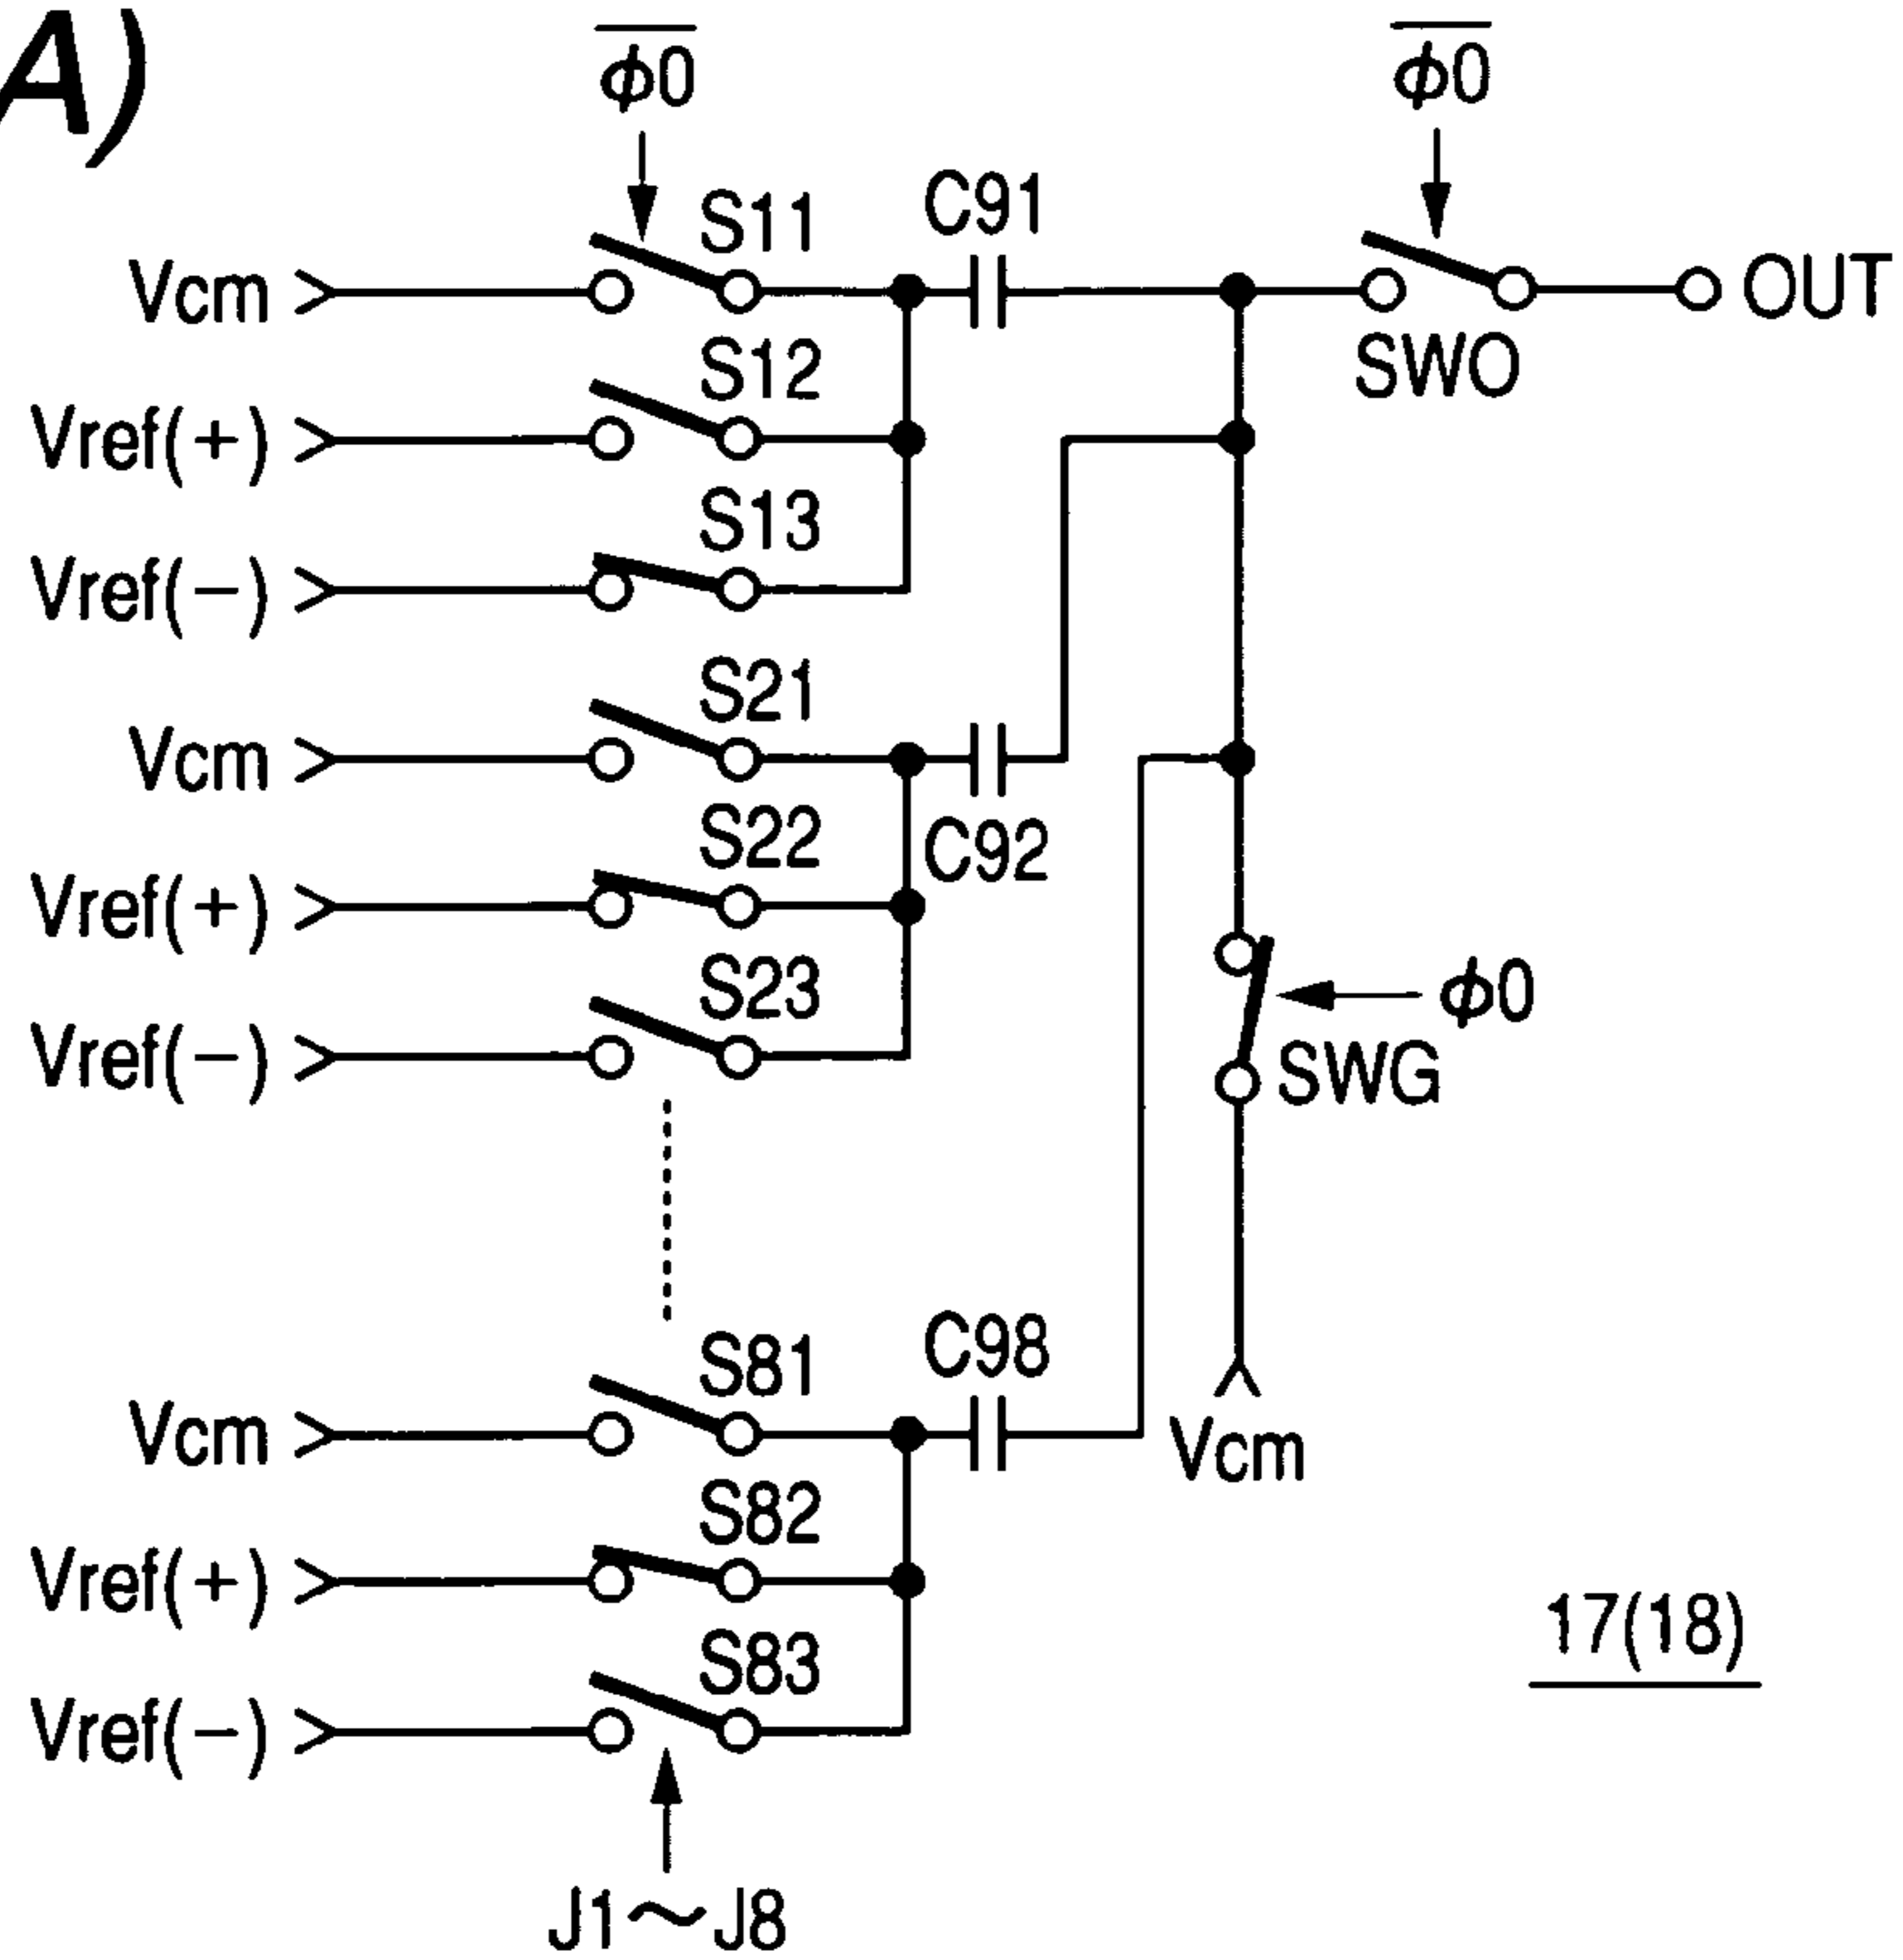 A)
φ0
φ0
S11
C91
Vcm
OUT
S12
SWO
Vref(+)
S13
Vref(−)
S21
Vcm
S22
C92
Vref(+)
S23
φ0
Vref(−)
SWG
S81
C98
Vcm
Vcm
S82
Vref(+)
17(18)
S83
Vref(−)
J1〜J8